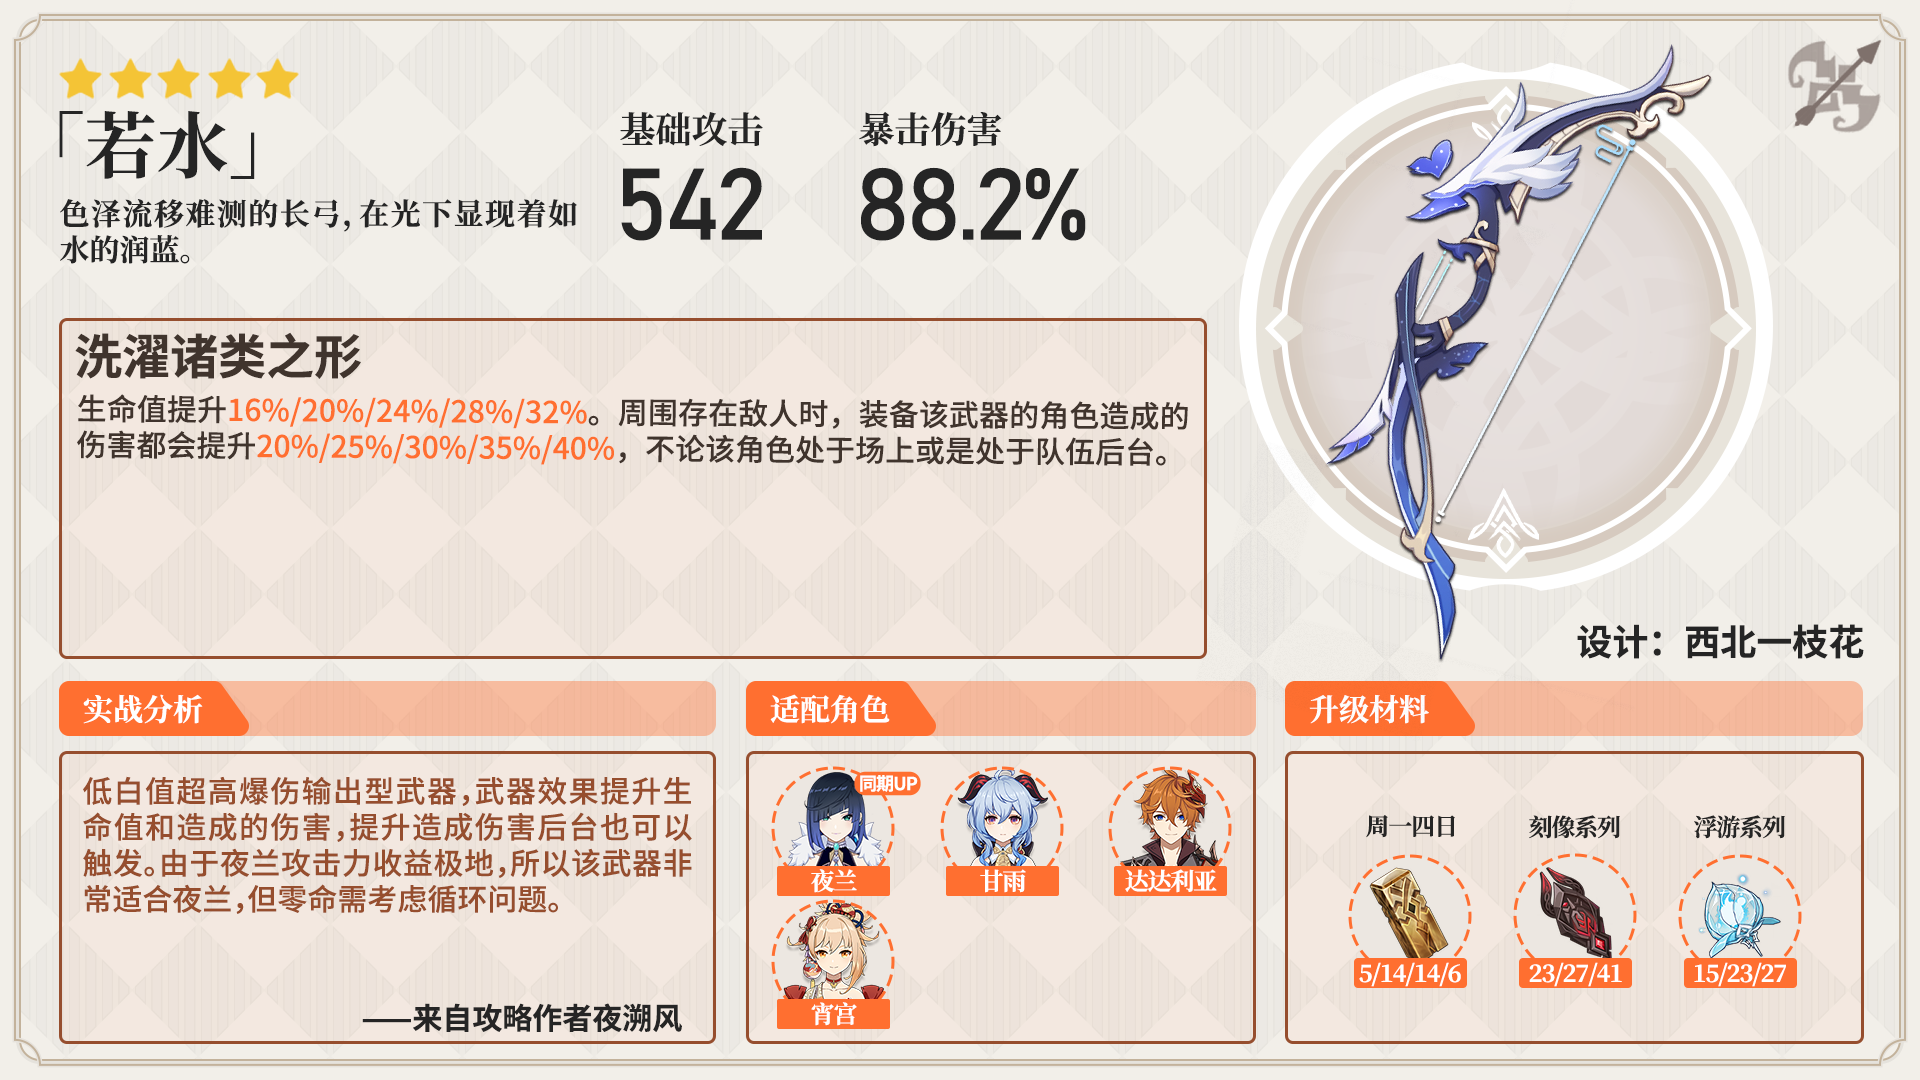 「若水」
色泽流移难测的长弓，在光下显现着如
水的润蓝。
基础攻击
542
暴击伤害
88.2%
洗濯诸类之形
生命值提升16%/20%/24%/28%/32%。周围存在敌人时，装备该武器的角色造成的
伤害都会提升20%/25%/30%/35%/40%，不论该角色处于场上或是处于队伍后台。
设计：西北一枝花
实战分析
低白值超高爆伤输出型武器，武器效果提升生
命值和造成的伤害，提升造成伤害后台也可以
触发。由于夜兰攻击力收益极地，所以该武器非
常适合夜兰，但零命需考虑循环问题。
——来自攻略作者夜溯风
适配角色
同期UP
夜兰
甘雨
达达利亚
宵宫
升级材料
周一四日
刻像系列
浮游系列
5/14/14/6
23/27/41
15/23/27